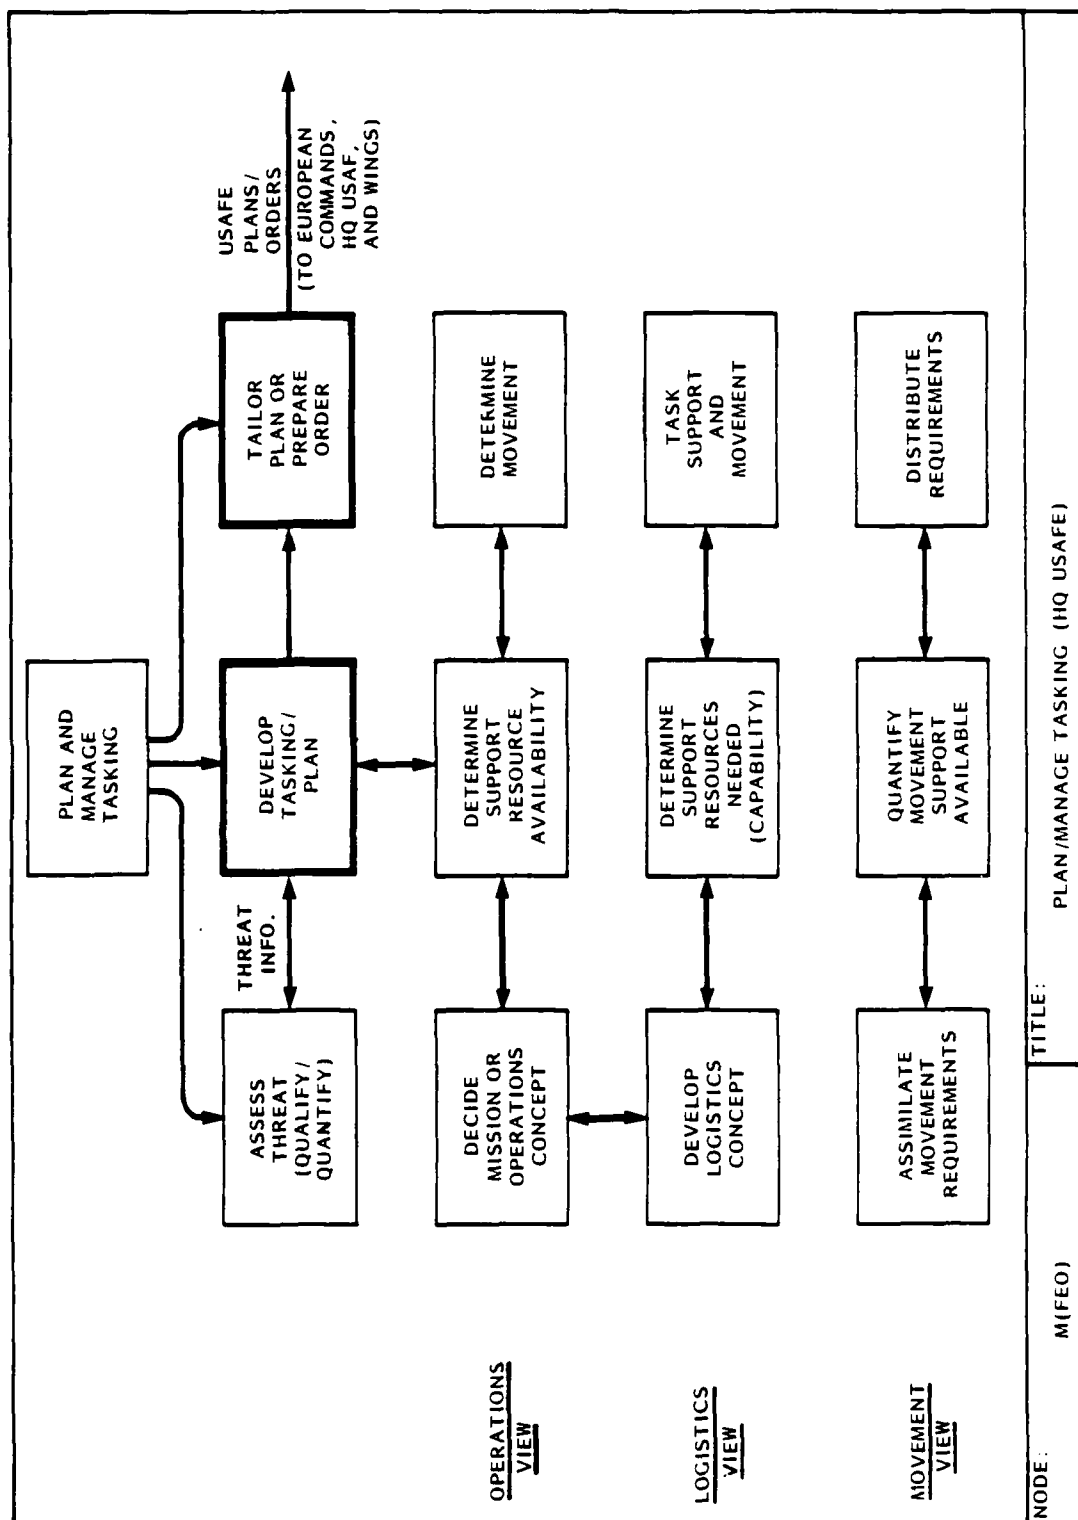 PLAN AND
MANAGE
TASKING
USAFE
PLANS/
ORDERS
(TO EUROPEAN
COMMANDS,
HQ USAF,
AND WINGS)
ASSESS
THREAT
(QUALIFY/
QUANTIFY)
THREAT
INFO.
DEVELOP
TASKING/
PLAN
TAILOR
PLAN OR
PREPARE
ORDER
OPERATIONS
VIEW
DECIDE
MISSION OR
OPERATIONS
CONCEPT
DETERMINE
SUPPORT
RESOURCE
AVAILABILITY
DETERMINE
MOVEMENT
LOGISTICS
VIEW
DEVELOP
LOGISTICS
CONCEPT
DETERMINE
SUPPORT
RESOURCES
NEEDED
(CAPABILITY)
TASK
SUPPORT
AND
MOVEMENT
MOVEMENT
VIEW
ASSIMILATE
MOVEMENT
REQUIREMENTS
QUANTIFY
MOVEMENT
SUPPORT
AVAILABLE
DISTRIBUTE
REQUIREMENTS
NODE:
M(FEO)
TITLE:
PLAN/MANAGE TASKING (HQ USAFE)